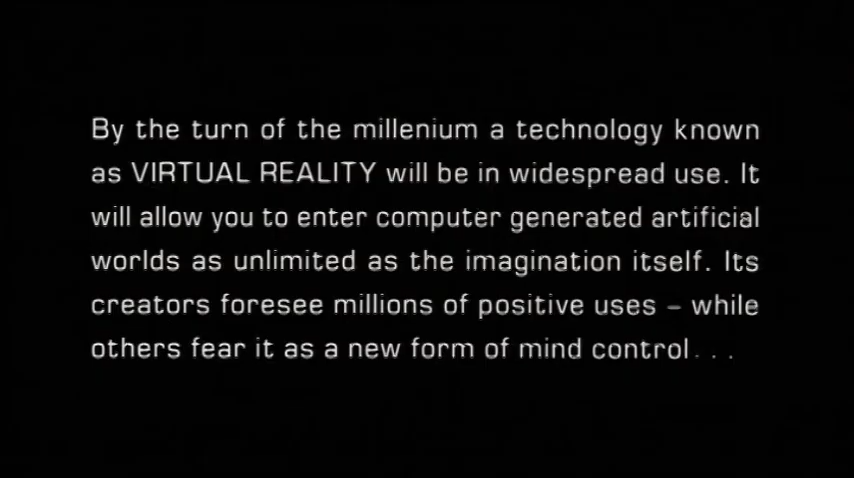 By the turn of the millenium a technology known
as VIRTUAL REALITY will be in widespread use. It
will allow you to enter computer generated artificial
worlds as unlimited as the imagination itself. Its
creators foresee millions of positive uses – while
others fear it as a new form of mind control . . .